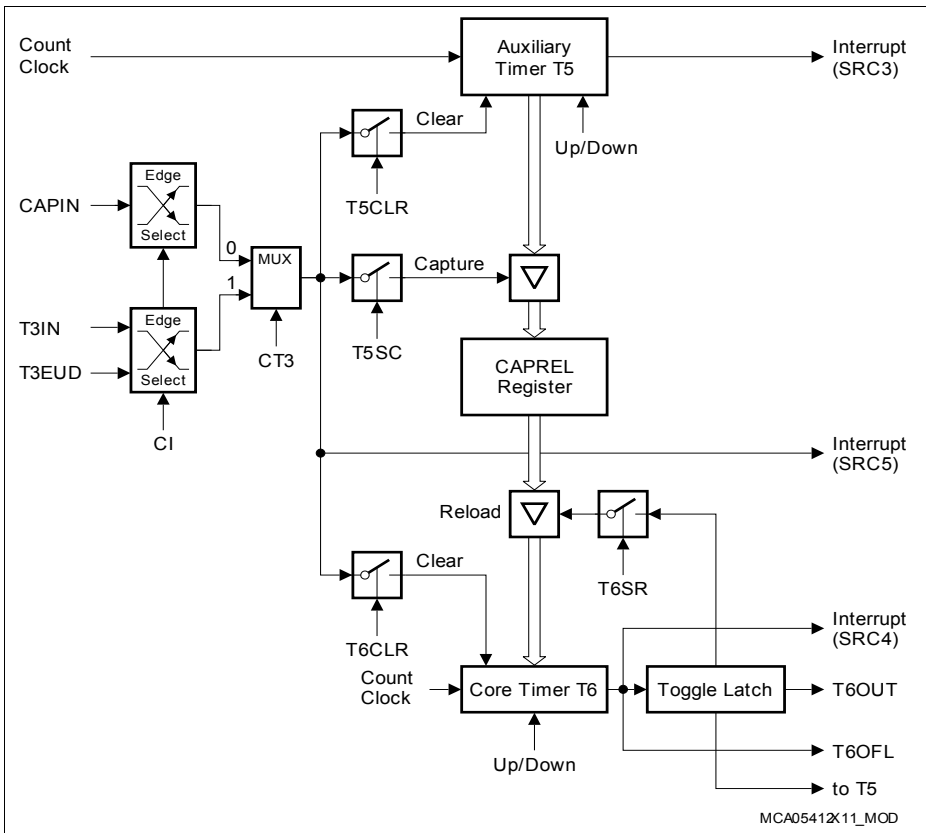 Count
Clock
Auxiliary
Timer T5
Interrupt
(SRC3)
Clear
Up/Down
T5CLR
Edge
CAPIN
Select
0
MUX
1
Capture
T3IN
Edge
T3EUD
Select
CT3
T5SC
CAPREL
Register
CI
Interrupt
(SRC5)
Reload
Clear
T6SR
T6CLR
Interrupt
(SRC4)
Count
Clock
Core Timer T6
Toggle Latch
T6OUT
Up/Down
T6OFL
to T5
MCA05412X11_MOD